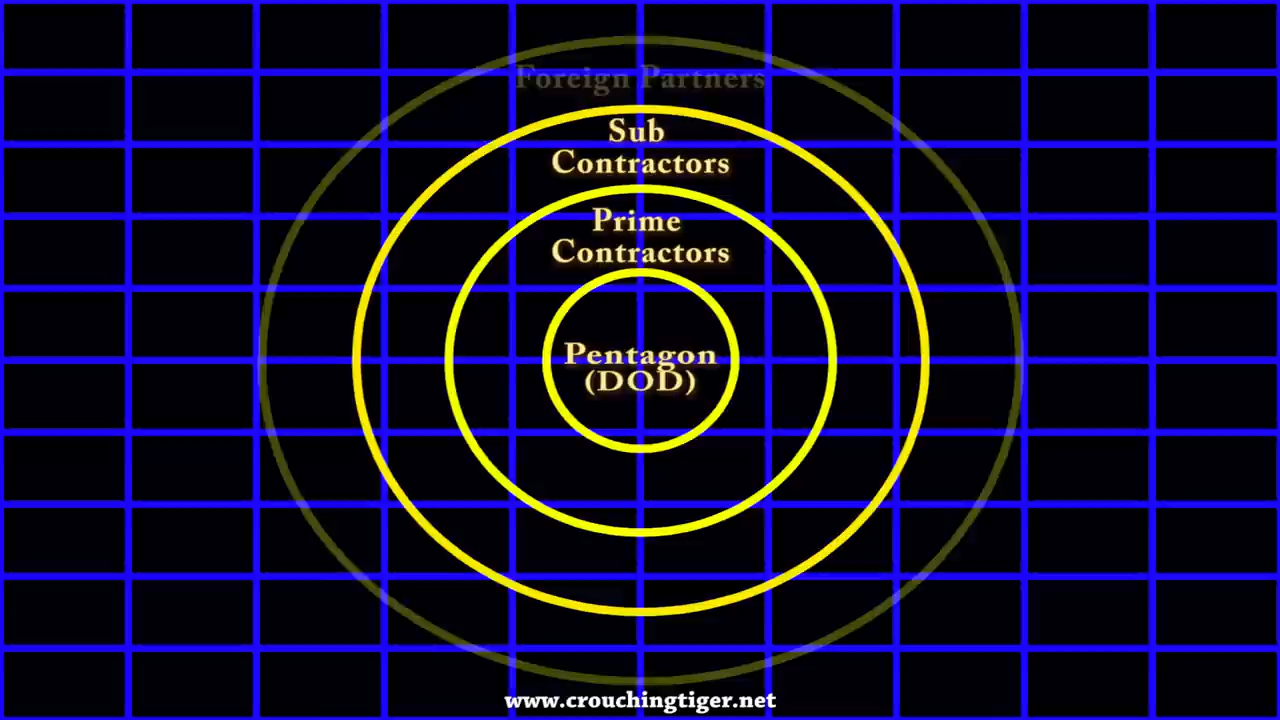 Foreign Partners
Sub
Contractors
Prime
Contractors
Pentagon
(DOD)
www.crouchingtiger.net